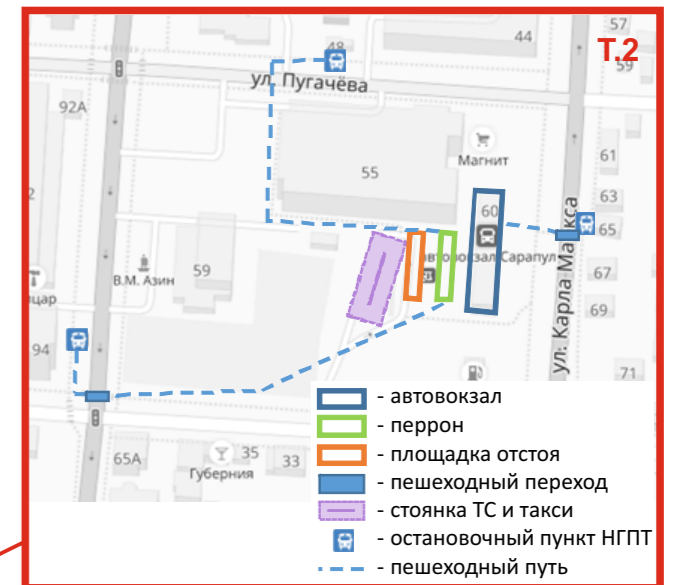 57
48
44
Т.2
59
ул. Пугачёва
92А
Магнит
61
55
63
60
65
ул. Карла Маркса
автовокзал Сарапул
59
В.М. Азин
67
69
94
71
- автовокзал
- перрон
- площадка отстоя
65А
35
33
Губерния
- пешеходный переход
- стоянка ТС и такси
- остановочный пункт НГПТ
- пешеходный путь